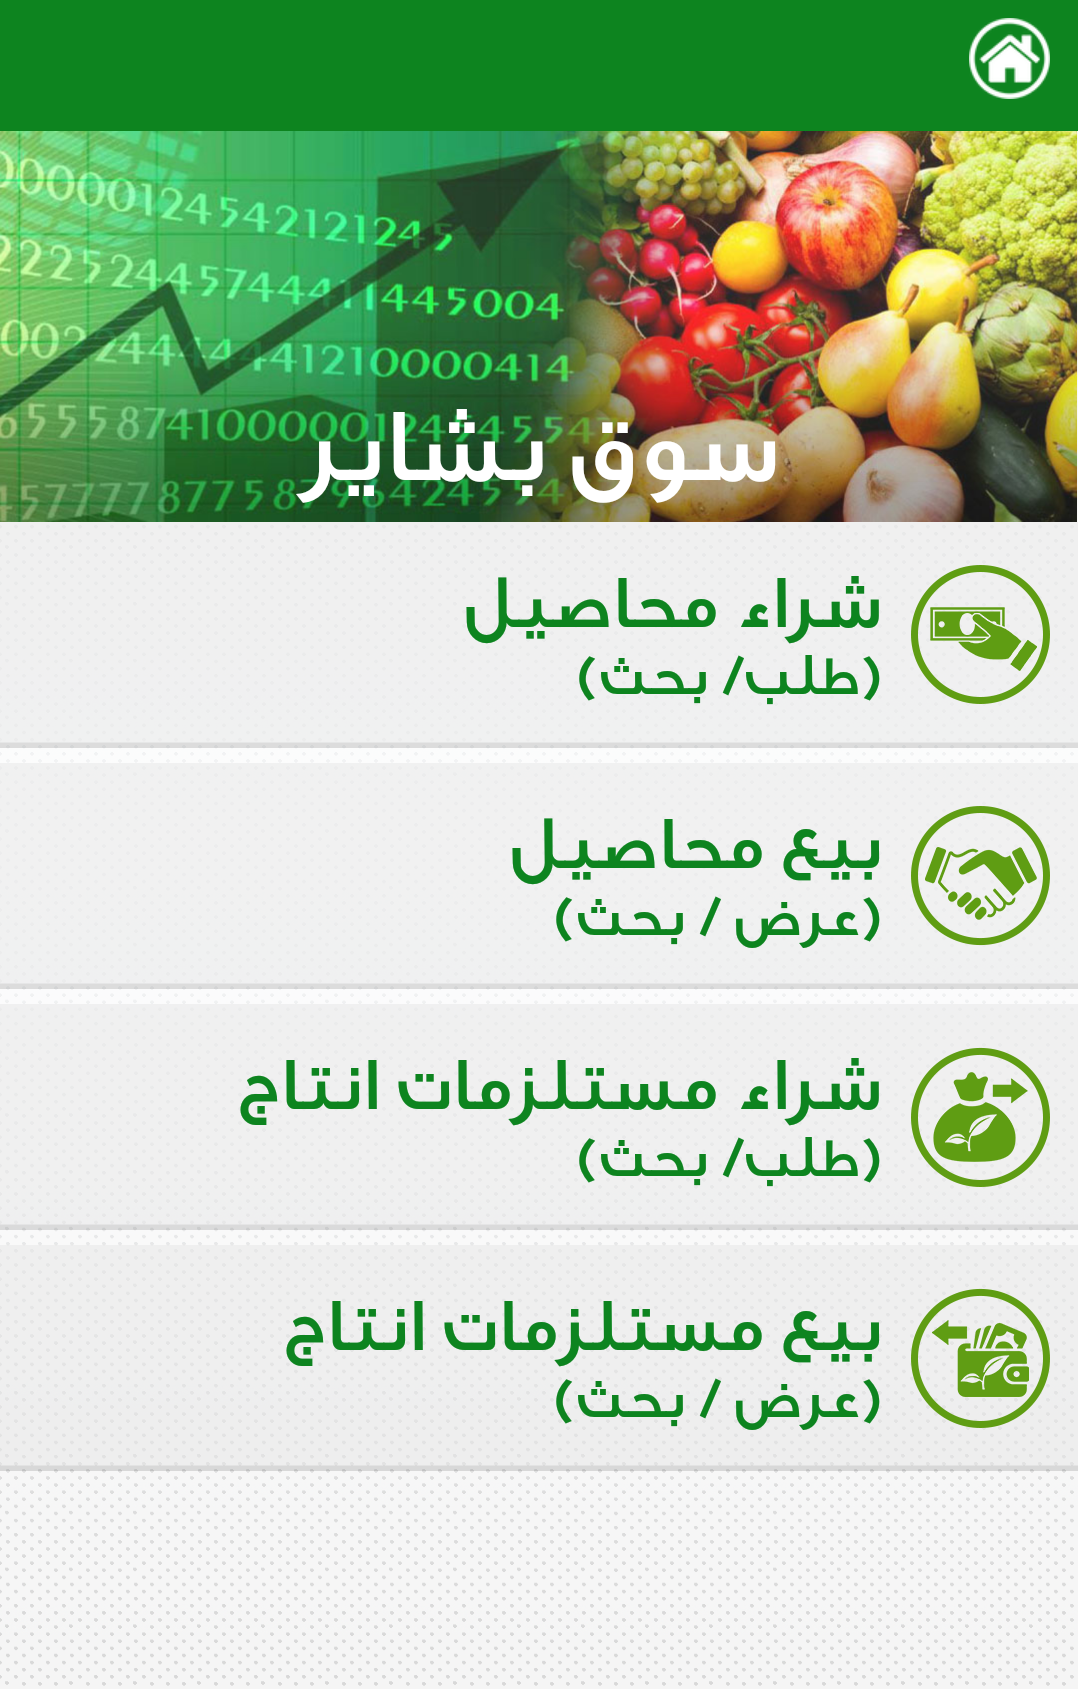 سوق بشاير
شراء محاصيل
(طلب/ بحث)
بيع محاصيل
(عرض / بحث)
شراء مستلزمات انتاج
(طلب/ بحث)
بيع مستلزمات انتاج
(عرض / بحث)